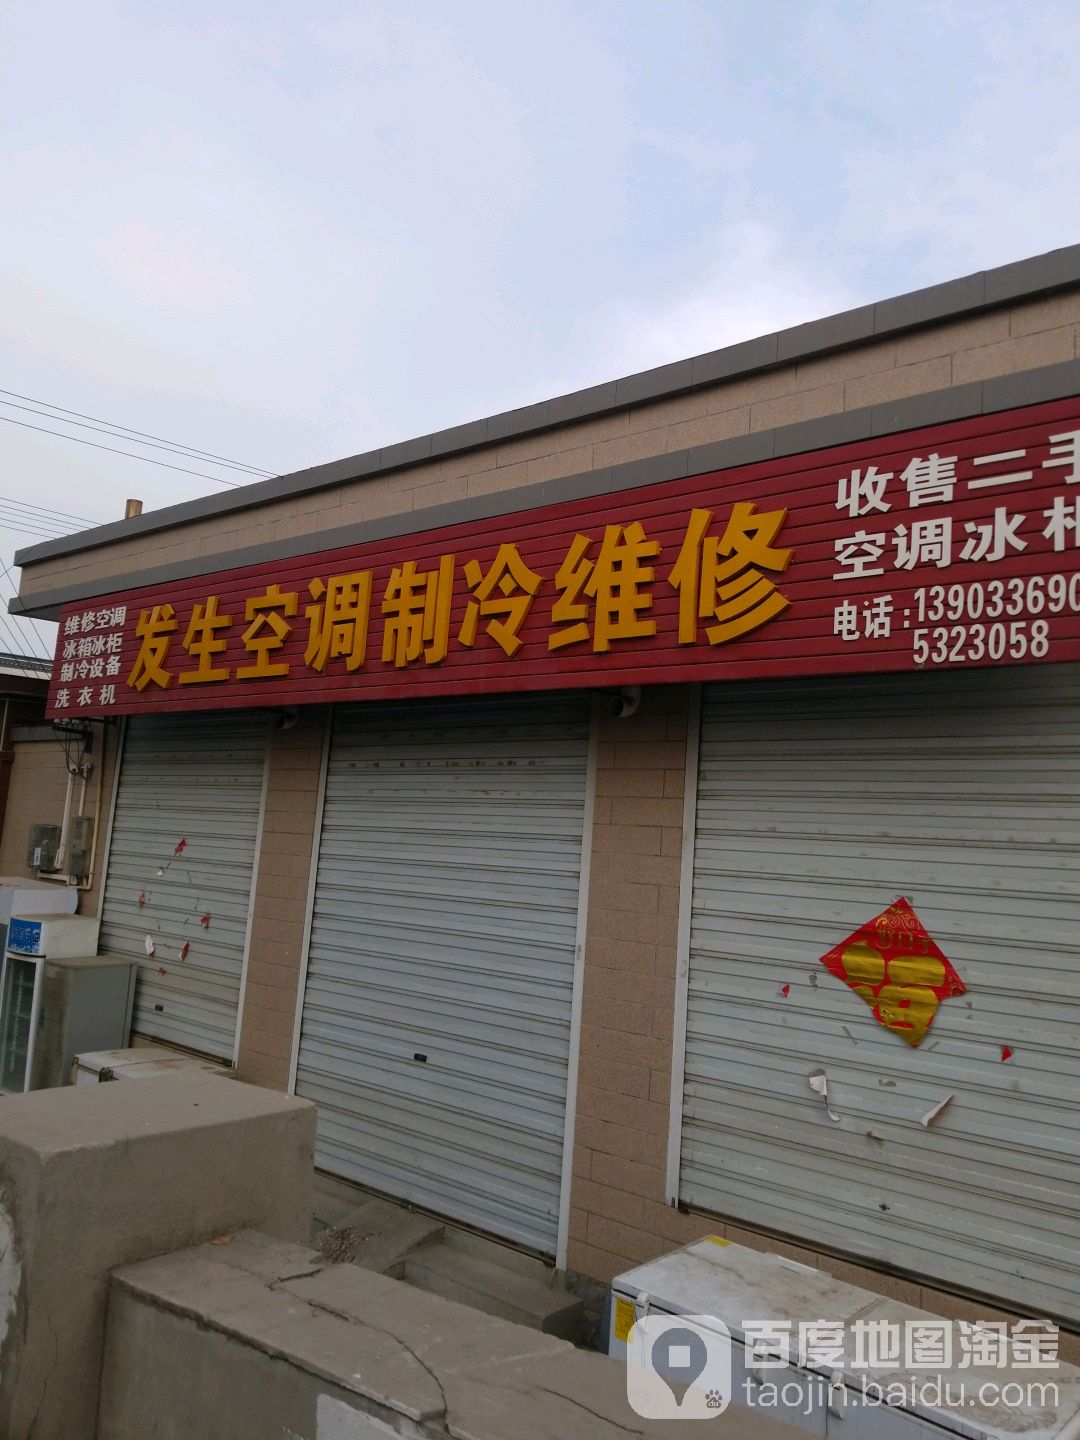 维修空调
冰箱冰柜
制冷设备
洗衣机
发生空调制冷维修
收售二手
空调冰柜
电话:139033690
5323058
百度地图淘金
taojin.baidu.com